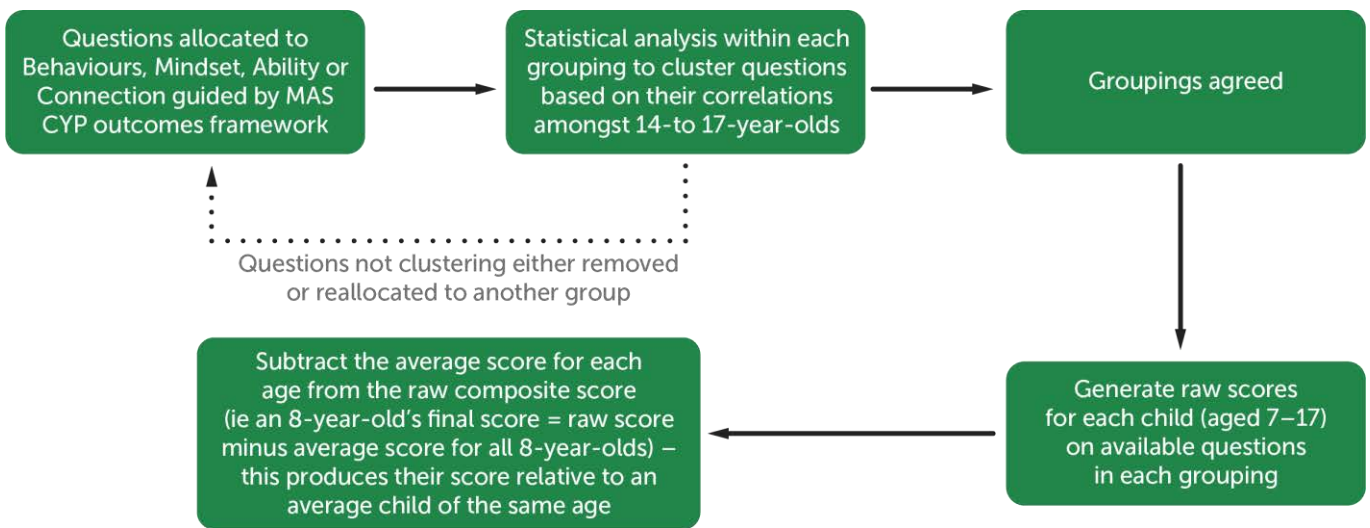 Questions allocated to
Behaviours, Mindset, Ability or
Connection guided by MAS
CYP outcomes framework
Statistical analysis within each
grouping to cluster questions
based on their correlations
amongst 14-to 17-year-olds
Groupings agreed
Questions not clustering either removed
or reallocated to another group
Generate raw scores
for each child (aged 7–17)
on available questions
in each grouping
Subtract the average score for each
age from the raw composite score
(ie an 8-year-old's final score = raw score
minus average score for all 8-year-olds) –
this produces their score relative to an
average child of the same age